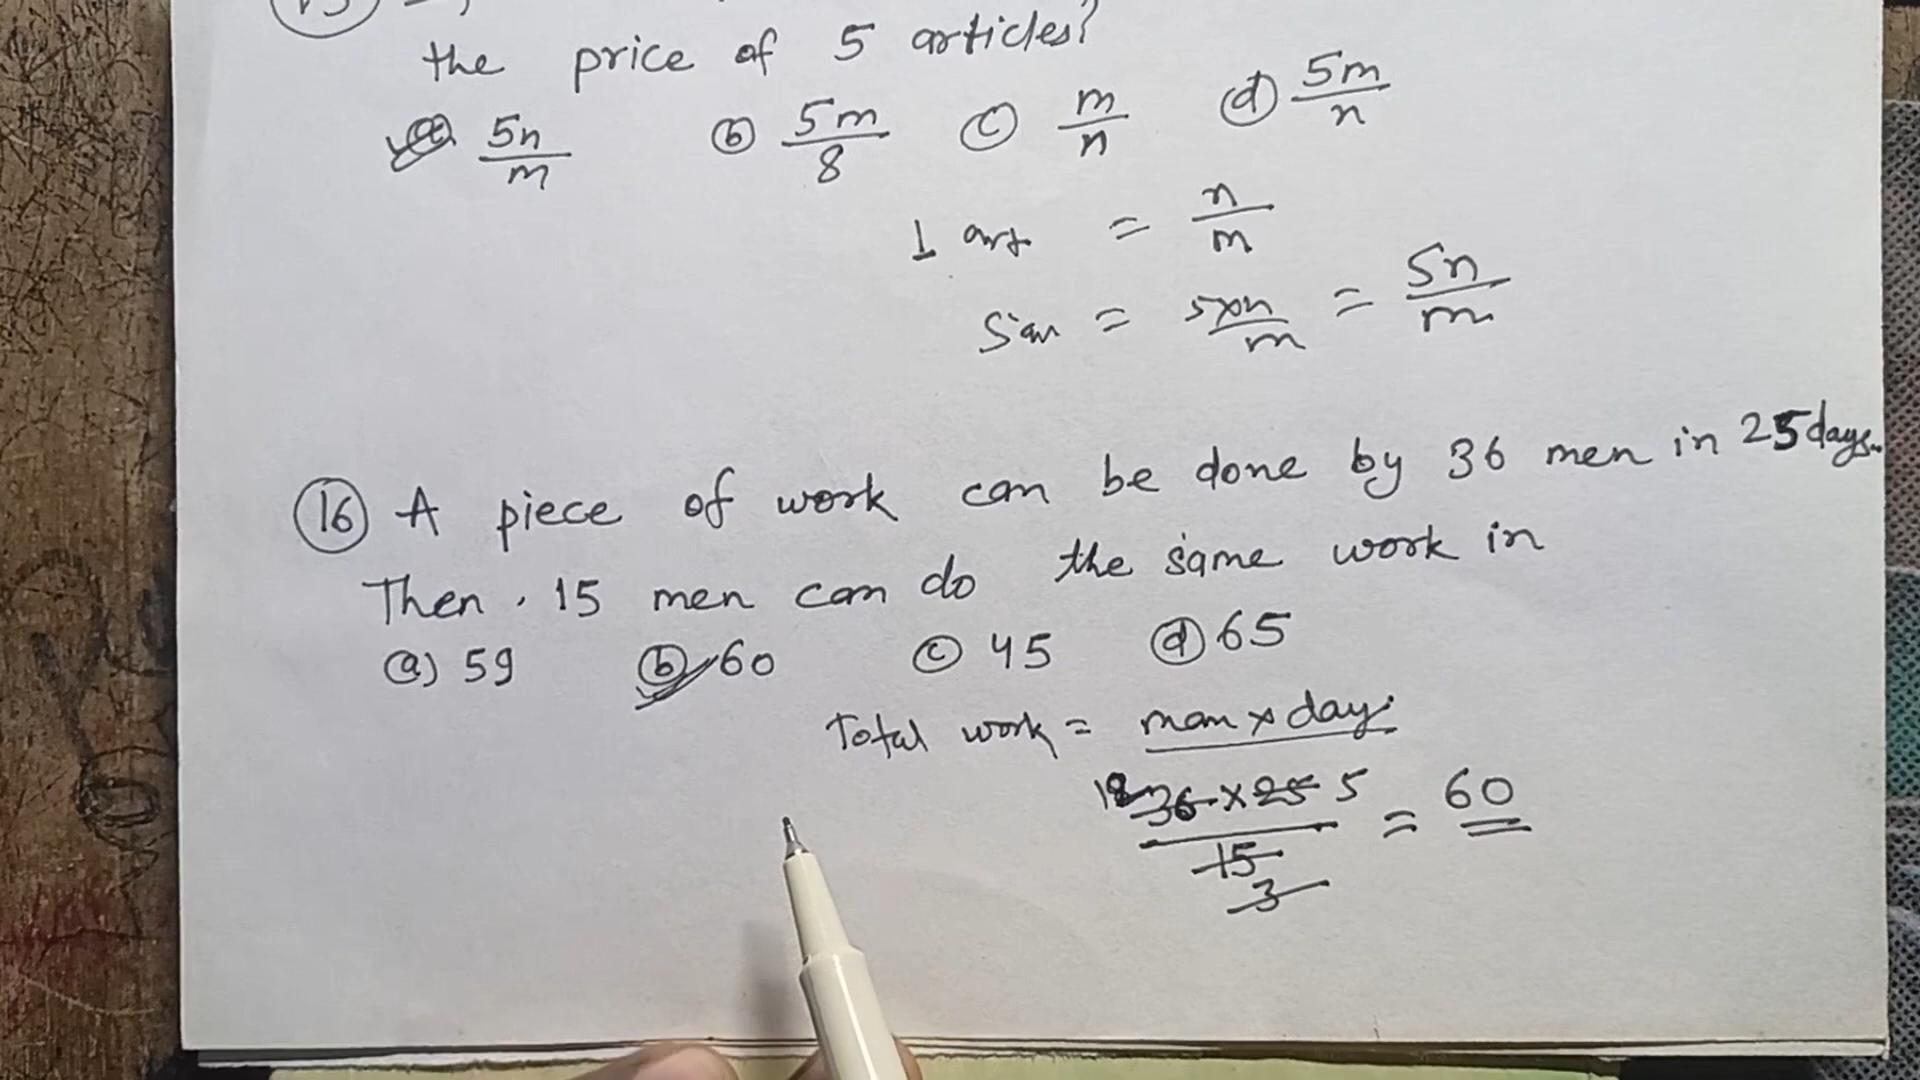 the price of 5 articles?
(a) 5n/m (b) 5m/8 (c) m/n (d) 5m/n
1 art = n/m
= 5×n/m = 5n/m
(16) A piece of work can be done by 36 men in 25 days.
Then. 15 men can do the same work in
(a) 59 (b) 60 (c) 45 (d) 65
Total work = man × day
12 36 × 25 5 = 60
15
3